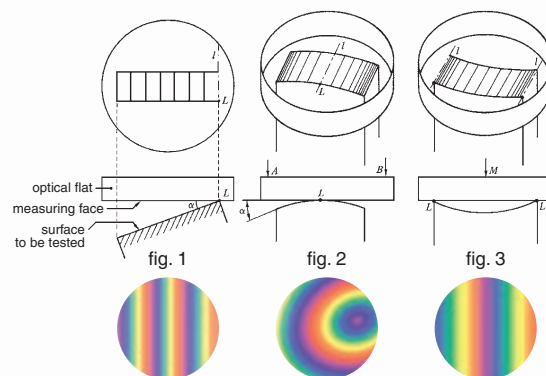 l
L
l
L
l
l
A
B
M
optical flat
measuring face
surface
to be tested
α
L
α
L
L
L
fig. 1
fig. 2
fig. 3